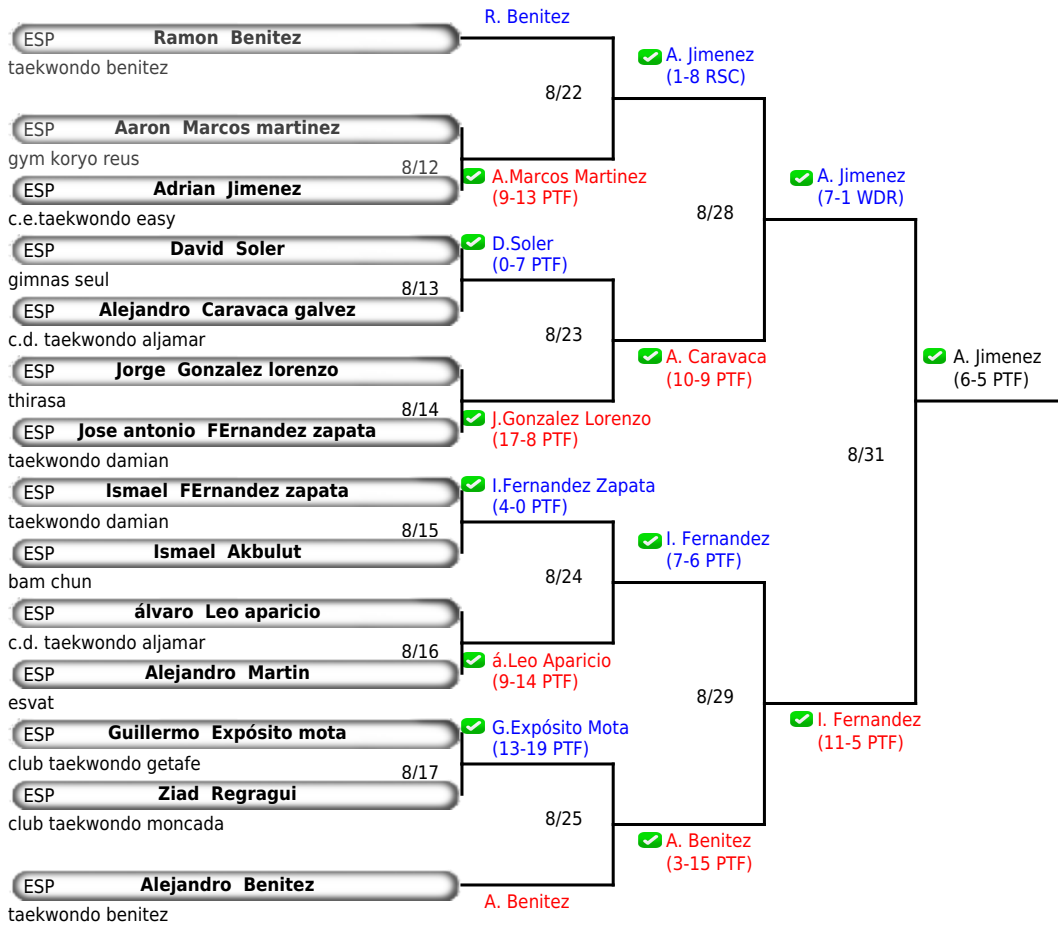 R. Benitez
ESP Ramon Benitez
taekwondo benitez
A. Jimenez
(1-8 RSC)
8/22
ESP Aaron Marcos martinez
gym koryo reus
8/12
A.Marcos Martinez
(9-13 PTF)
ESP Adrian Jimenez
c.e.taekwondo easy
A. Jimenez
(7-1 WDR)
8/28
ESP David Soler
gimnas seul
D.Soler
(0-7 PTF)
8/13
ESP Alejandro Caravaca galvez
c.d. taekwondo aljamar
8/23
A. Caravaca
(10-9 PTF)
A. Jimenez
(6-5 PTF)
ESP Jorge Gonzalez lorenzo
thirasa
8/14
J.Gonzalez Lorenzo
(17-8 PTF)
ESP Jose antonio FErnandez zapata
taekwondo damian
8/31
ESP Ismael FErnandez zapata
taekwondo damian
I.Fernandez Zapata
(4-0 PTF)
8/15
ESP Ismael Akbulut
bam chun
I. Fernandez
(7-6 PTF)
8/24
ESP álvaro Leo aparicio
c.d. taekwondo aljamar
8/16
á.Leo Aparicio
(9-14 PTF)
ESP Alejandro Martin
esvat
8/29
I. Fernandez
(11-5 PTF)
ESP Guillermo Expósito mota
club taekwondo getafe
G.Expósito Mota
(13-19 PTF)
8/17
ESP Ziad Regragui
club taekwondo moncada
8/25
A. Benitez
(3-15 PTF)
ESP Alejandro Benitez
taekwondo benitez
A. Benitez